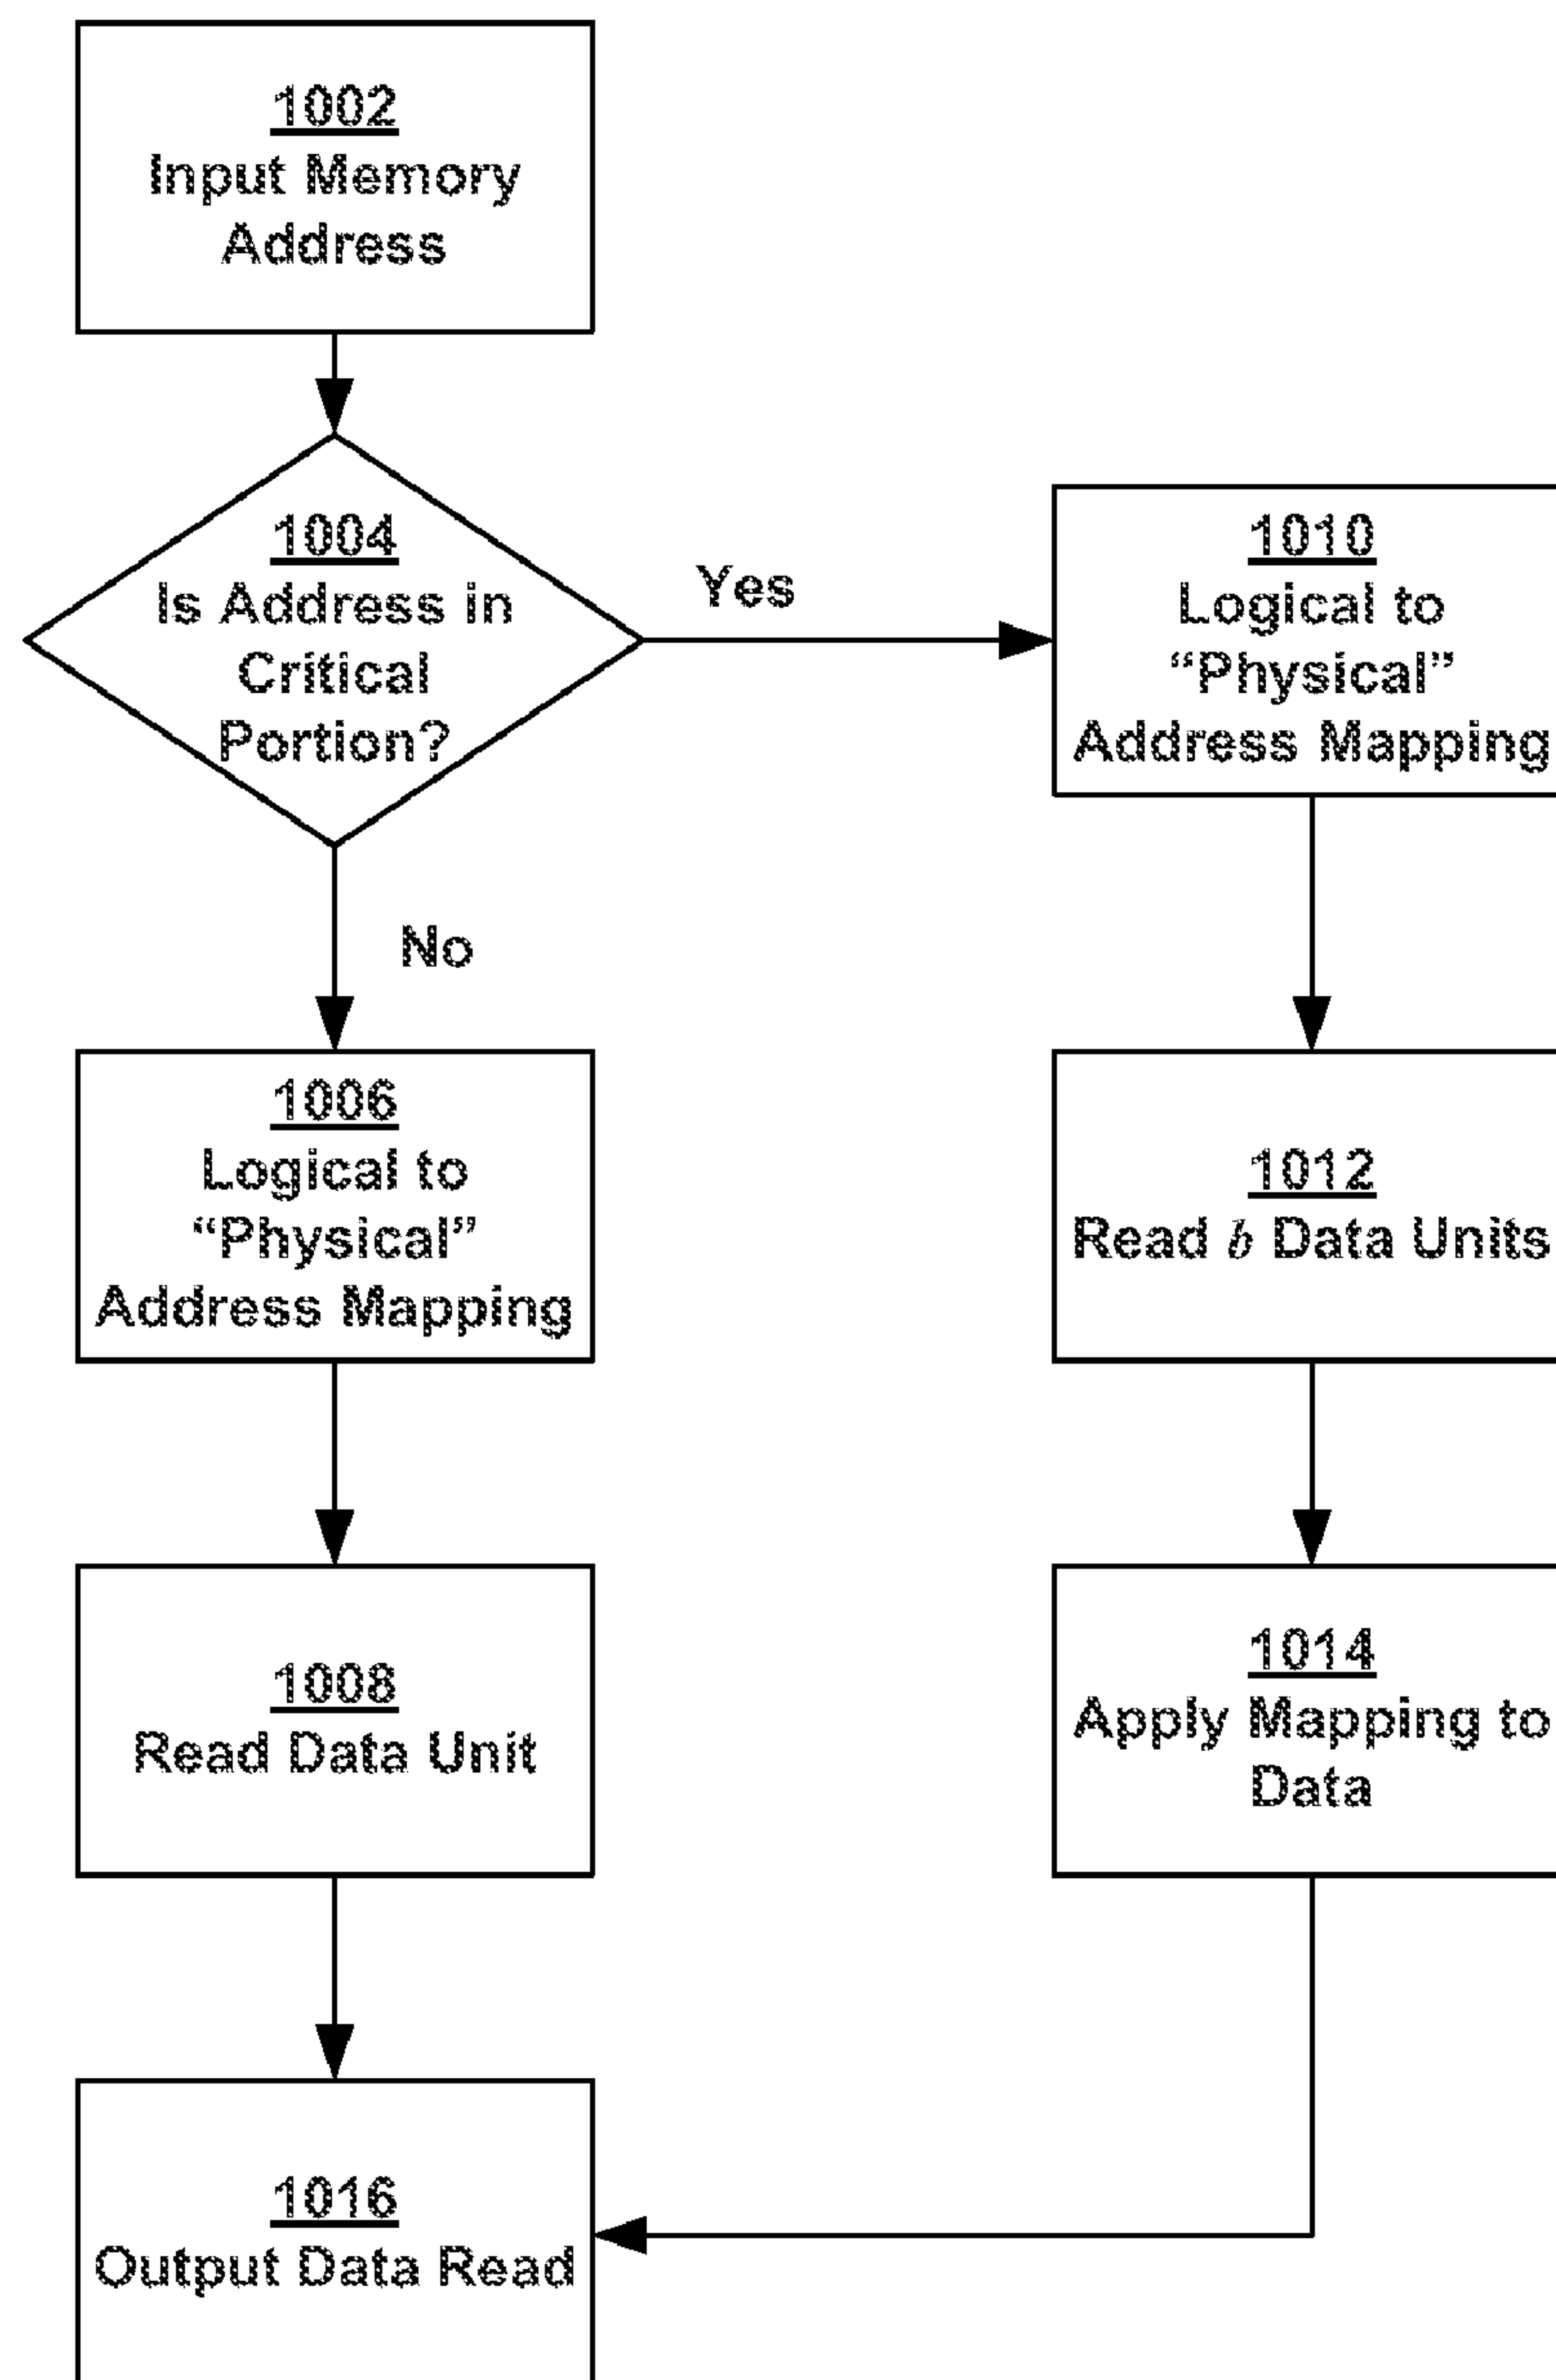 1002
Input Memory
Address
1004
Is Address in
Critical
Portion?
Yes
1010
Logical to
“Physical”
Address Mapping
No
1006
Logical to
“Physical”
Address Mapping
1012
Read b Data Units
1008
Read Data Unit
1014
Apply Mapping to
Data
1016
Output Data Read